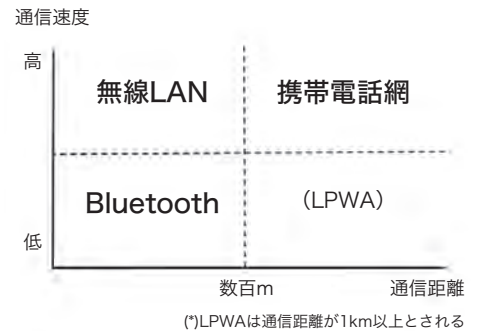 通信速度
高
無線LAN
携帯電話網
Bluetooth
（LPWA）
低
数百m
通信距離
(*)LPWAは通信距離が1km以上とされる